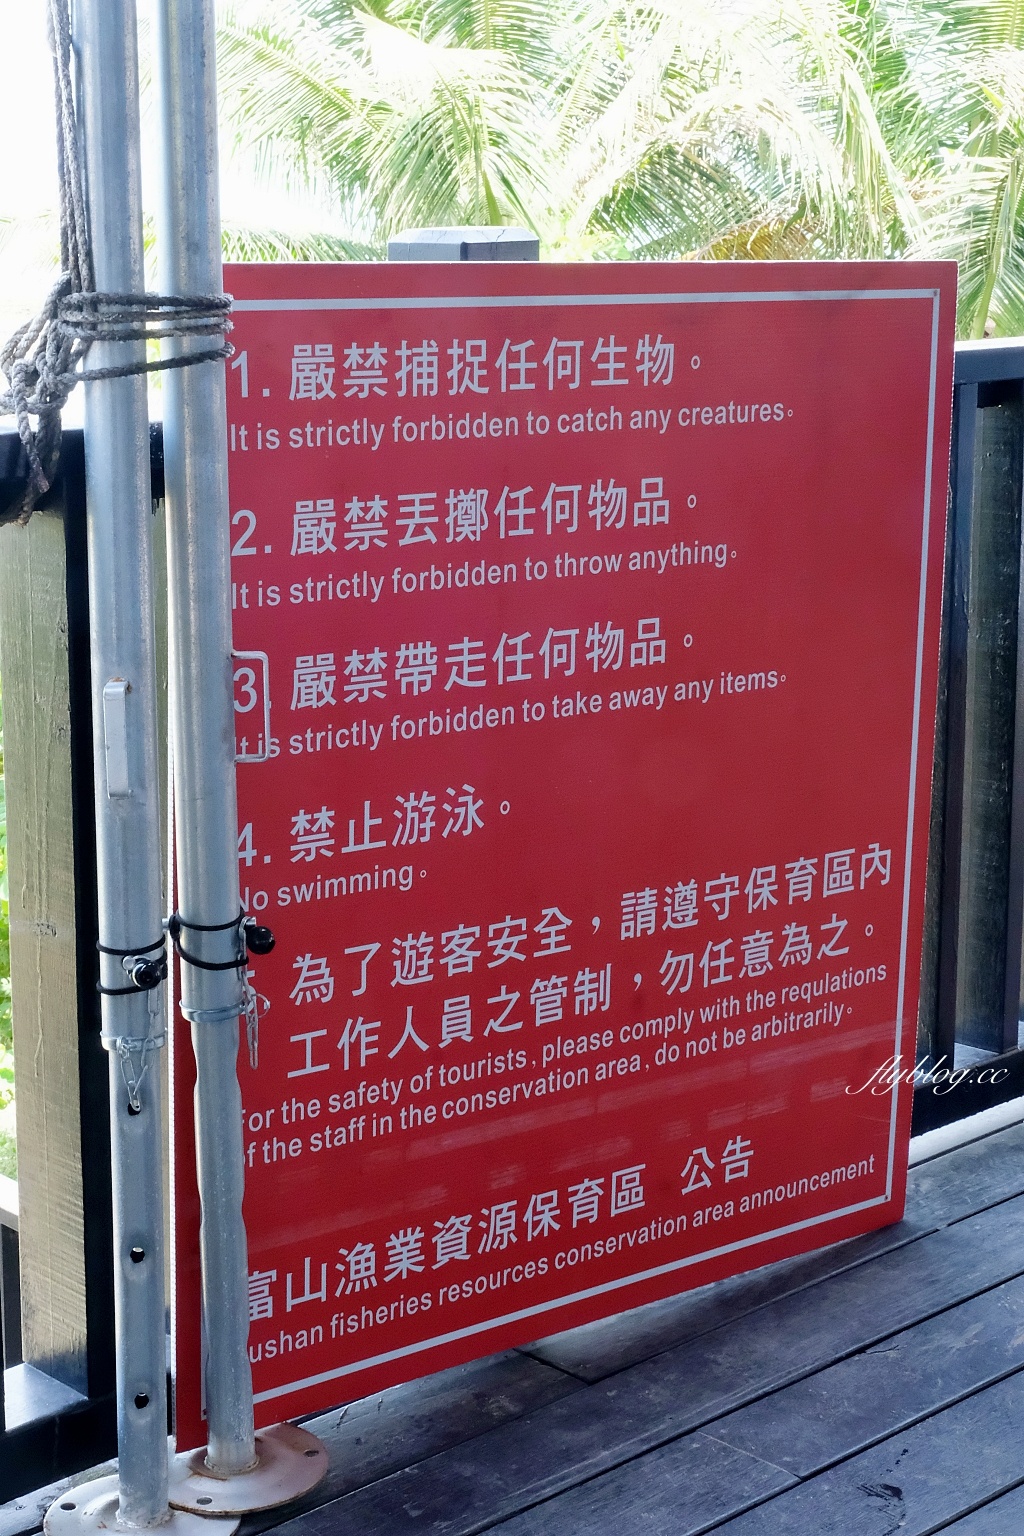 1. 嚴禁捕捉任何生物。
It is strictly forbidden to catch any creatures。
2. 嚴禁丟擲任何物品。
It is strictly forbidden to throw anything。
3. 嚴禁帶走任何物品。
It is strictly forbidden to take away any items。
4. 禁止游泳。
No swimming。
為了遊客安全，請遵守保育區內
工作人員之管制，勿任意為之。
For the safety of tourists, please comply with the requlations
of the staff in the conservation area, do not be arbitrarily。
富山漁業資源保育區 公告
ushan fisheries resources conservation area announcement
flyblog.cc